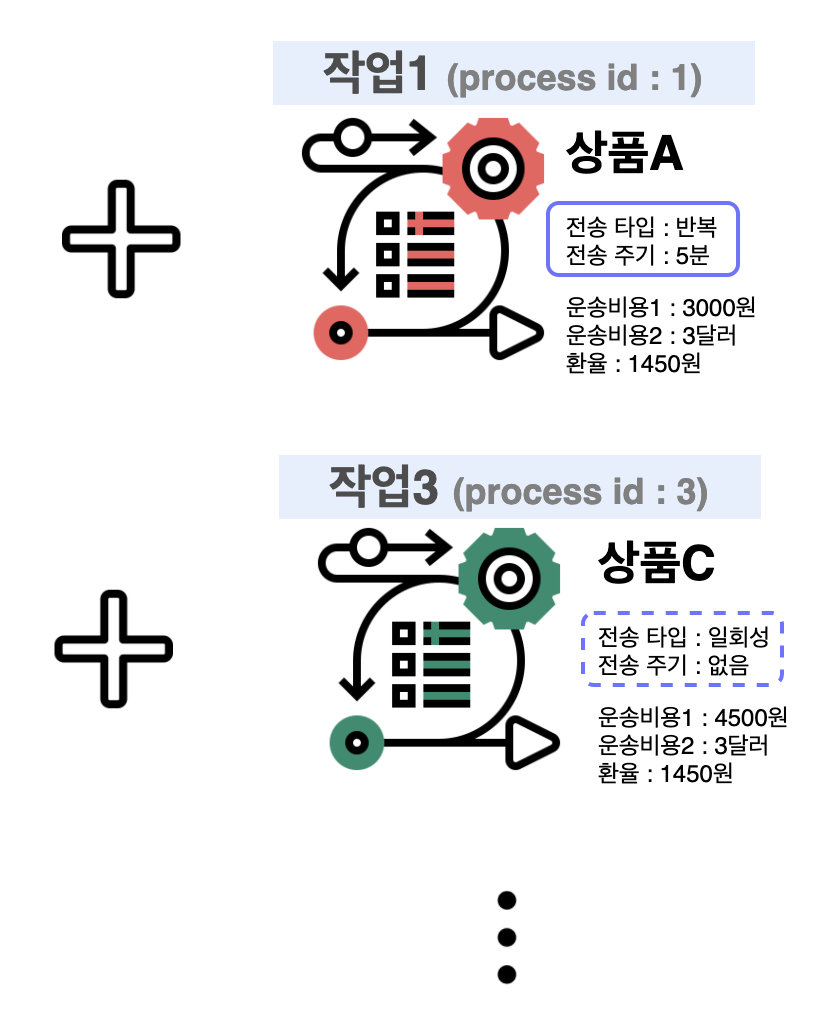 작업1 (process id : 1)
상품A
전송 타입 : 반복
전송 주기 : 5분
운송비용1 : 3000원
운송비용2 : 3달러
환율 : 1450원
작업3 (process id : 3)
상품C
전송 타입 : 일회성
전송 주기 : 없음
운송비용1 : 4500원
운송비용2 : 3달러
환율 : 1450원